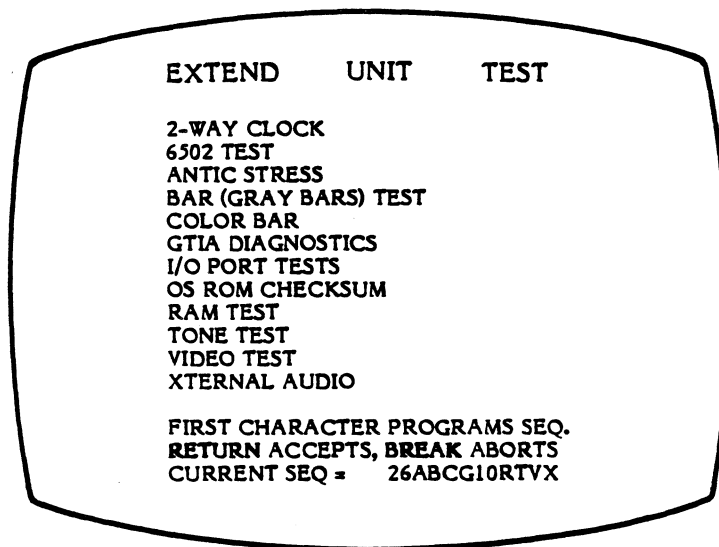 EXTEND UNIT TEST
2-WAY CLOCK
6502 TEST
ANTIC STRESS
BAR (GRAY BARS) TEST
COLOR BAR
GTIA DIAGNOSTICS
I/O PORT TESTS
OS ROM CHECKSUM
RAM TEST
TONE TEST
VIDEO TEST
XTERNAL AUDIO
FIRST CHARACTER PROGRAMS SEQ.
RETURN ACCEPTS, BREAK ABORTS
CURRENT SEQ = 26ABCG1ORTVX